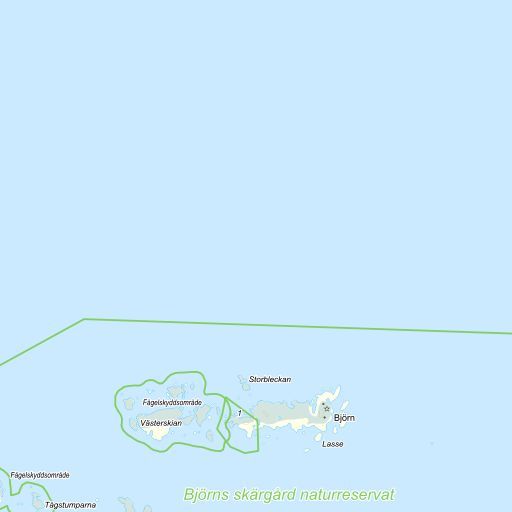 Storbleckan
Fågelskyddsområde
1
Västerskian
Björn
Lasse
Fågelskyddsområde
Björns skärgård naturreservat
Tågstumparna